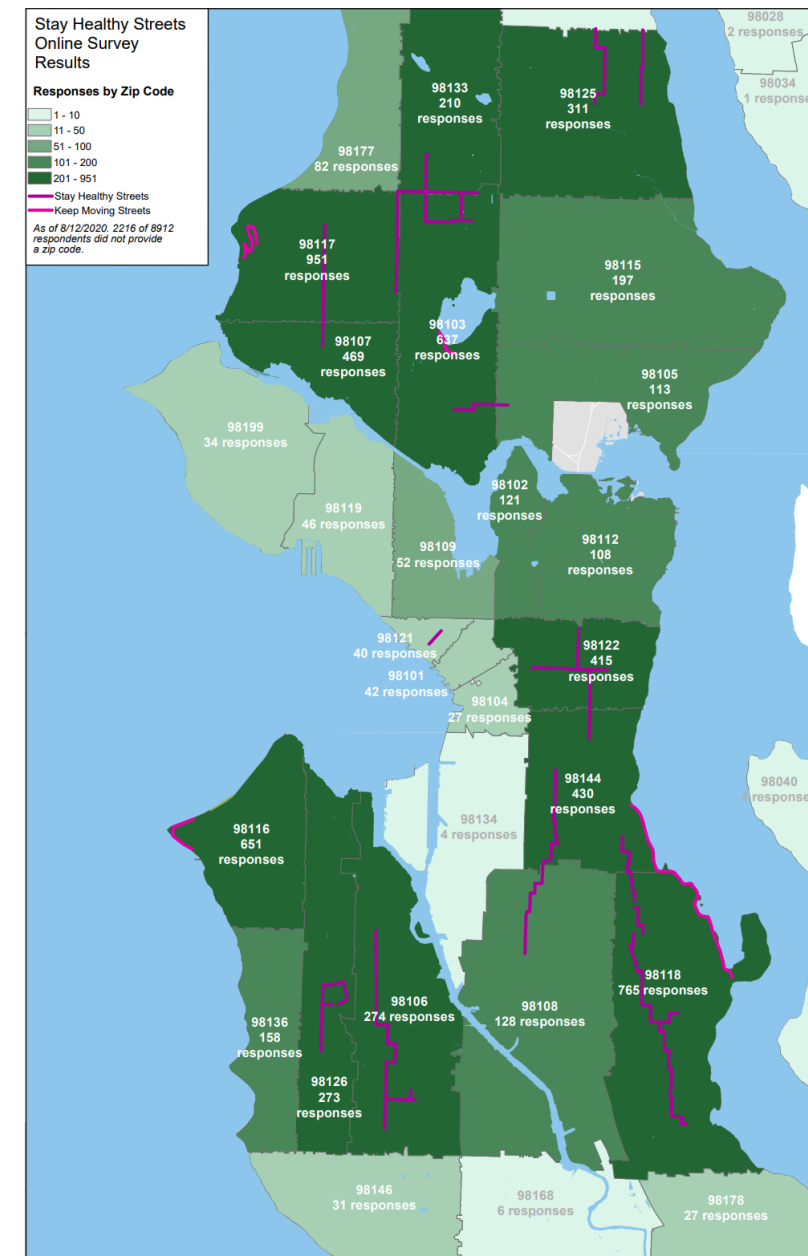 Stay Healthy Streets
Online Survey
Results
Responses by Zip Code
1 - 10
11 - 50
51 - 100
101 - 200
201 - 951
Stay Healthy Streets
Keep Moving Streets
As of 8/12/2020. 2216 of 8912
respondents did not provide
a zip code.
98028
2 responses
98034
1 response
98133
210
responses
98125
311
responses
98177
82 responses
98117
951
responses
98115
197
responses
98103
637
responses
98107
469
responses
98105
113
responses
98199
34 responses
98102
121
responses
98119
46 responses
98109
52 responses
98112
108
responses
98121
40 responses
98122
415
responses
98101
42 responses
98104
27 responses
98144
430
responses
98040
4 response
98134
4 responses
98116
651
responses
98118
765 responses
98106
274 responses
98108
128 responses
98136
158
responses
98126
273
responses
98146
31 responses
98168
6 responses
98178
27 responses